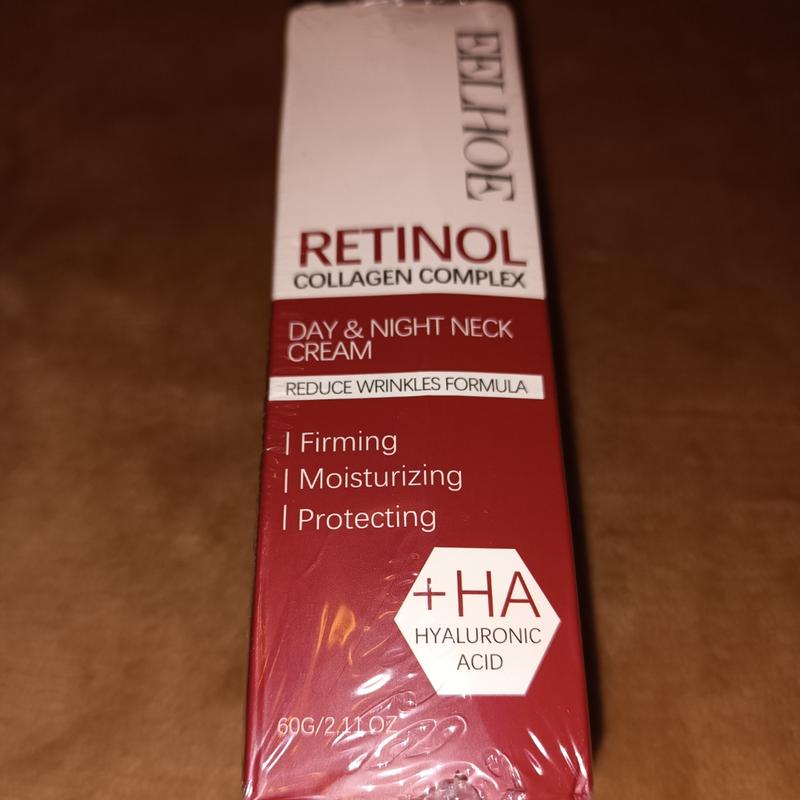 EELHOE
RETINOL
COLLAGEN COMPLEX
DAY & NIGHT NECK
CREAM
REDUCE WRINKLES FORMULA
| Firming
| Moisturizing
| Protecting
+HA
HYALURONIC
ACID
60G/2.11 OZ